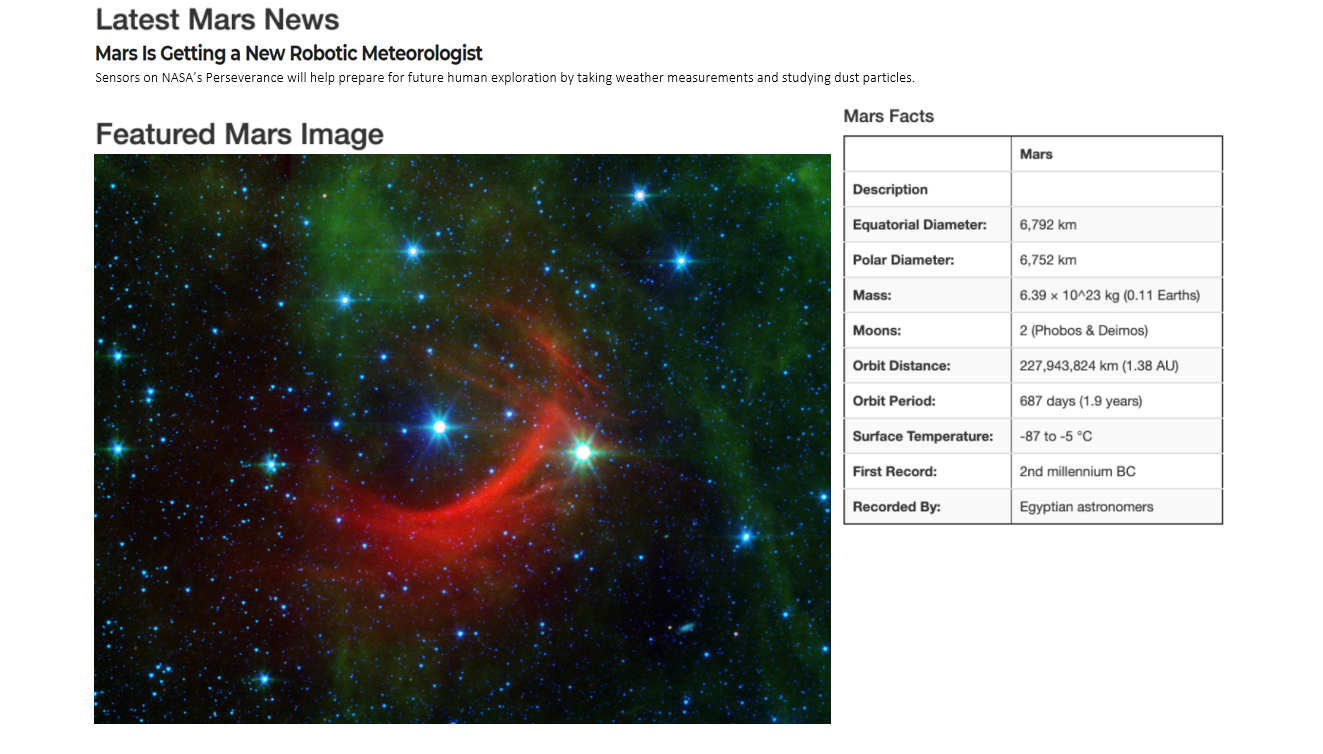 Latest Mars News
Mars Is Getting a New Robotic Meteorologist
Sensors on NASA's Perseverance will help prepare for future human exploration by taking weather measurements and studying dust particles.
Featured Mars Image
Mars Facts
Mars
Description
Equatorial Diameter: 6,792 km
Polar Diameter: 6,752 km
Mass: 6.39 × 10^23 kg (0.11 Earths)
Moons: 2 (Phobos & Deimos)
Orbit Distance: 227,943,824 km (1.38 AU)
Orbit Period: 687 days (1.9 years)
Surface Temperature: -87 to -5 °C
First Record: 2nd millennium BC
Recorded By: Egyptian astronomers